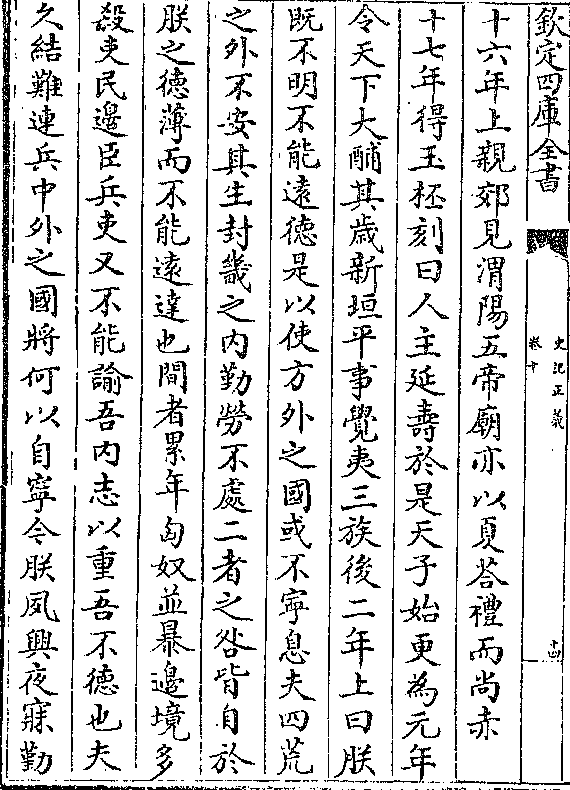 欽定四庫全書
史記正義
卷十
十四
十六年上親郊見渭陽五帝廟亦以夏荅禮而尚赤
十七年得玉柸刻曰人主延壽於是天子始更為元年
令天下大酺其歲新垣平事覺夷三族後二年上曰朕
既不明不能遠德是以使方外之國或不寧息夫四荒
之外不安其生封畿之内勤勞不處二者之咎皆自於
朕之德薄而不能遠達也間者累年匈奴並暴邊境多
殺吏民邊臣兵吏又不能諭吾内志以重吾不德也夫
久結難連兵中外之國將何以自寧今朕夙興夜寐勤